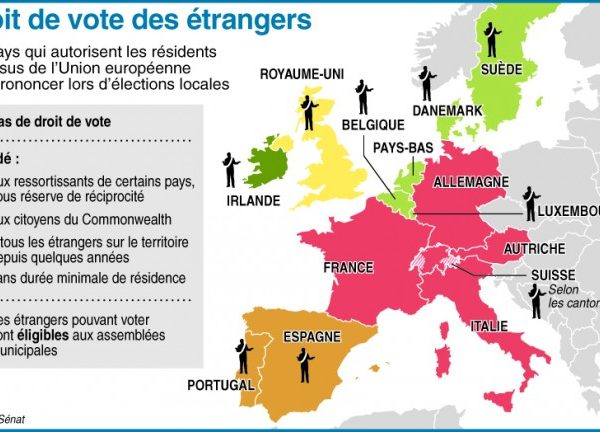 oit de vote des étrangers
ays qui autorisent les résidents
sus de l'Union européenne
prononcer lors d'élections locales
as de droit de vote
dé :
ux ressortissants de certains pays,
ous réserve de réciprocité
ux citoyens du Commonwealth
tous les étrangers sur le territoire
epuis quelques années
ans durée minimale de résidence
es étrangers pouvant voter
ont éligibles aux assemblées
unicipales
Sénat
ROYAUME-UNI
SUÈDE
DANEMARK
BELGIQUE
PAYS-BAS
ALLEMAGNE
IRLANDE
LUXEMBOU
AUTRICHE
FRANCE
SUISSE
Selon
les canton
ITALIE
ESPAGNE
PORTUGAL